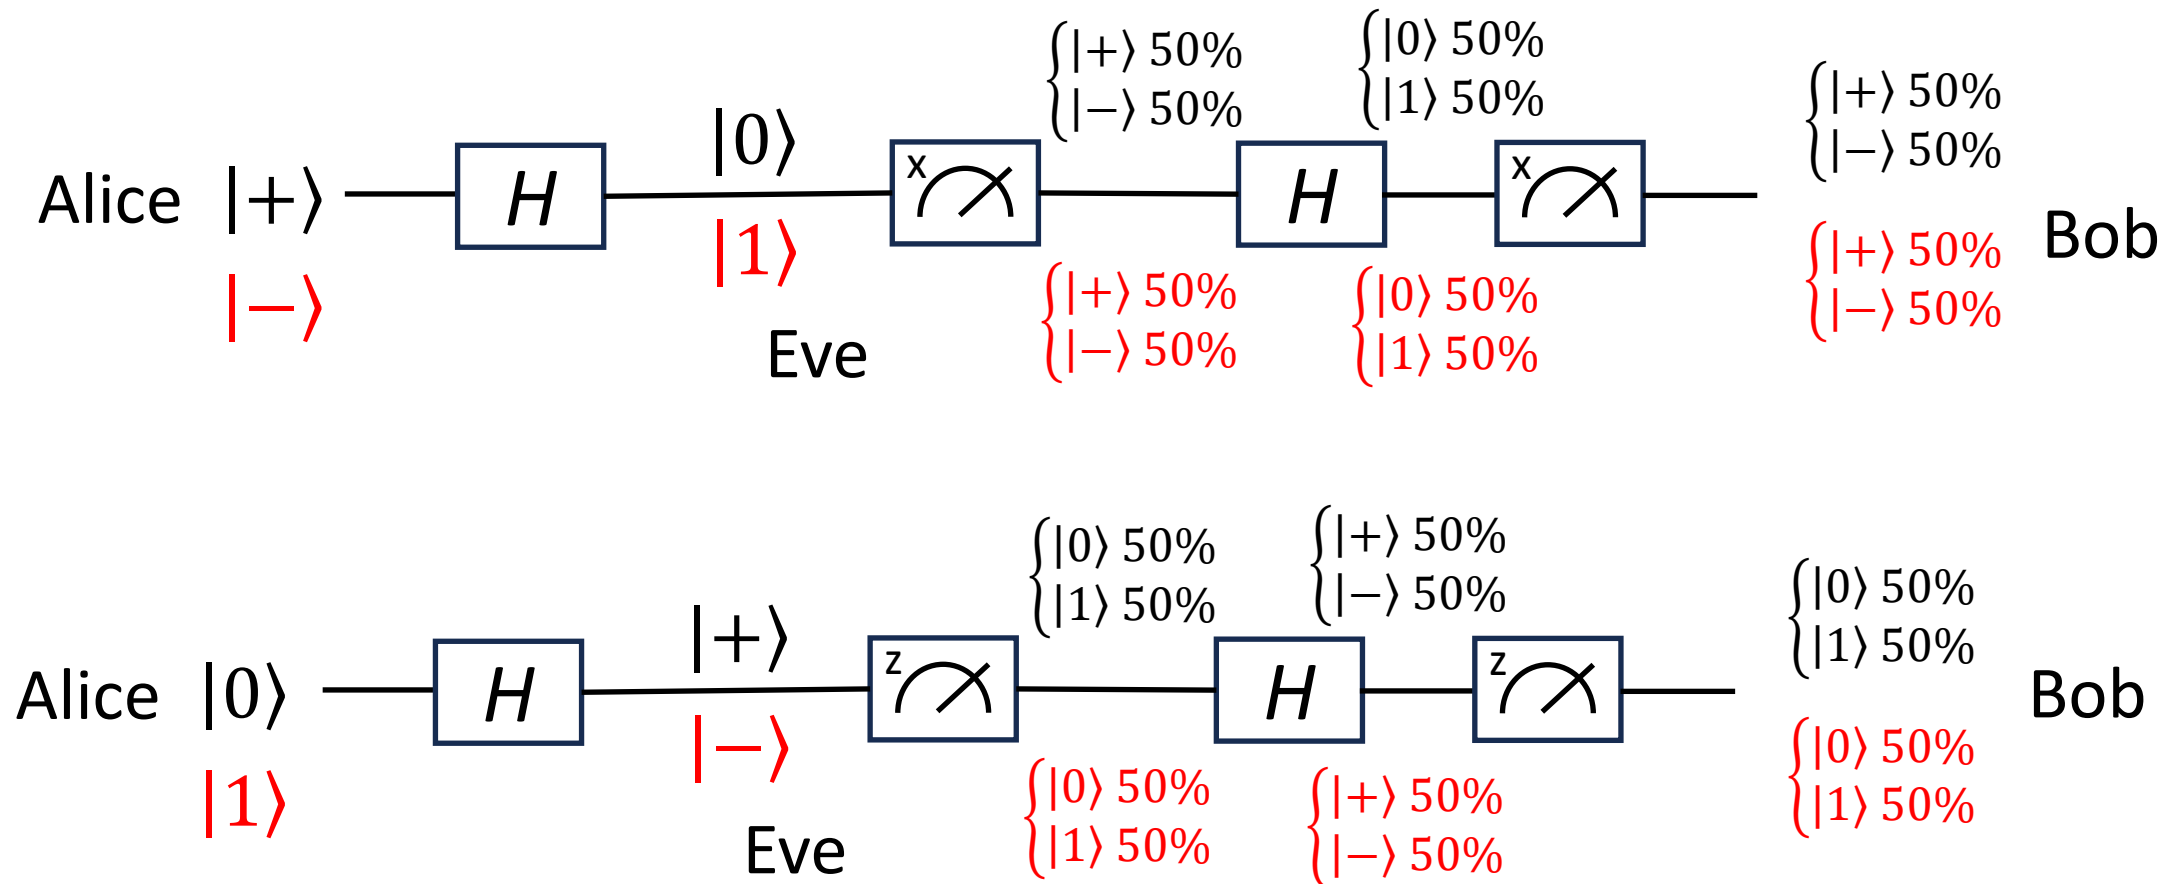 |+⟩ 50%
|−⟩ 50%
|0⟩ 50%
|1⟩ 50%
|+⟩ 50%
|−⟩ 50%
Alice |+⟩
|−⟩
H
|0⟩
|1⟩
x
H
x
Bob
Eve
|+⟩ 50%
|−⟩ 50%
|0⟩ 50%
|1⟩ 50%
|+⟩ 50%
|−⟩ 50%
|0⟩ 50%
|1⟩ 50%
|+⟩ 50%
|−⟩ 50%
|0⟩ 50%
|1⟩ 50%
Alice |0⟩
|1⟩
H
|+⟩
|−⟩
z
H
z
Bob
Eve
|0⟩ 50%
|1⟩ 50%
|+⟩ 50%
|−⟩ 50%
|0⟩ 50%
|1⟩ 50%